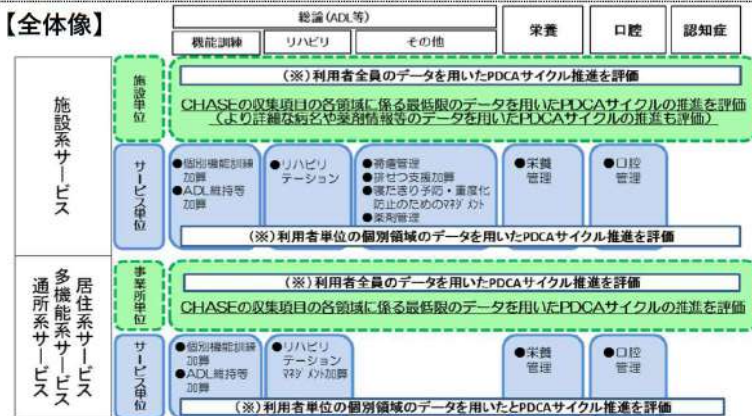 【全体像】
総論(ADL等)
栄養
口腔
認知症
機能訓練
リハビリ
その他
施設系サービス
施設単位
(※)利用者全員のデータを用いたPDCAサイクル推進を評価
CHASEの収集項目の各領域に係る最低限のデータを用いたPDCAサイクルの推進を評価
(より詳細な病名や薬剤情報等のデータを用いたPDCAサイクルの推進も評価)
サービス単位
●個別機能訓練
加算
●ADL維持等
加算
●リハビリ
テーション
●褥瘡管理
●排せつ支援加算
●寝たきり予防・重度化
防止のためのマネジメント
●薬剤管理
●栄養
管理
●口腔
管理
(※)利用者単位の個別領域のデータを用いたPDCAサイクル推進を評価
居住系サービス
多機能系サービス
通所系サービス
事業所単位
(※)利用者全員のデータを用いたPDCAサイクル推進を評価
CHASEの収集項目の各領域に係る最低限のデータを用いたPDCAサイクルの推進を評価
サービス単位
●個別機能訓練
加算
●ADL維持等
加算
●リハビリ
テーション
マネジメント加算
●栄養
管理
●口腔
管理
(※)利用者単位の個別領域のデータを用いたとPDCAサイクル推進を評価